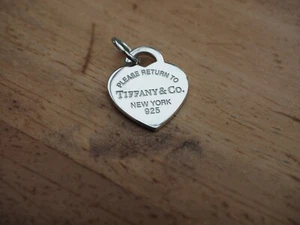 PLEASE RETURN TO
TIFFANY & CO.
NEW YORK
925